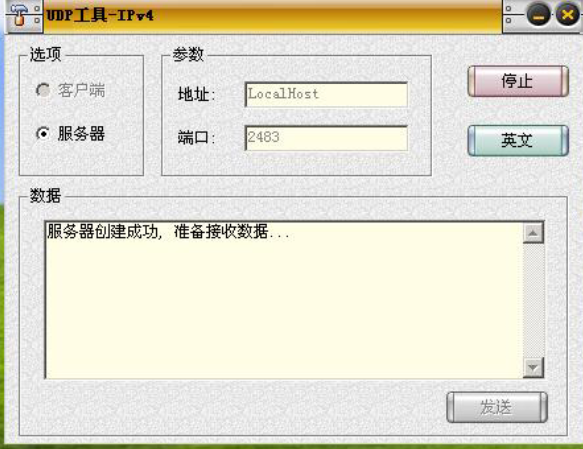 UDP工具-IPv4
选项
参数
客户端
地址:
LocalHost
停止
服务器
端口:
2483
英文
数据
服务器创建成功, 准备接收数据...
发送